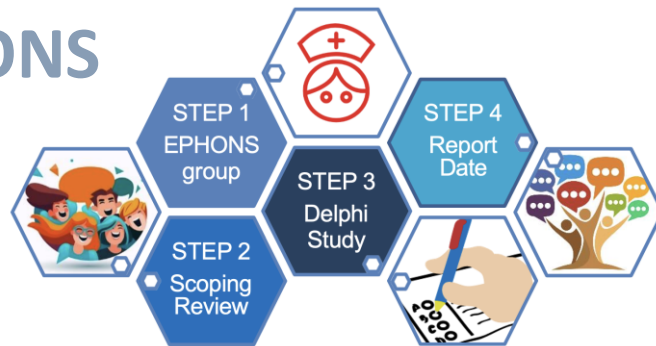 ONS
STEP 1
EPHONS
group
STEP 2
Scoping
Review
STEP 3
Delphi
Study
STEP 4
Report
Date